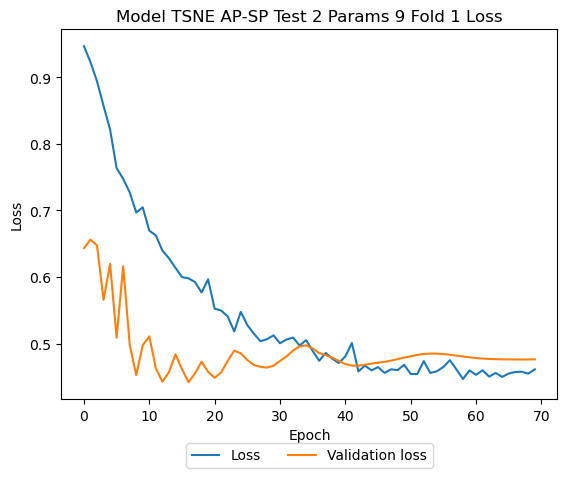 Model TSNE AP-SP Test 2 Params 9 Fold 1 Loss
Loss
0.9
0.8
0.7
0.6
0.5
0 10 20 30 40 50 60 70
Epoch
Loss Validation loss